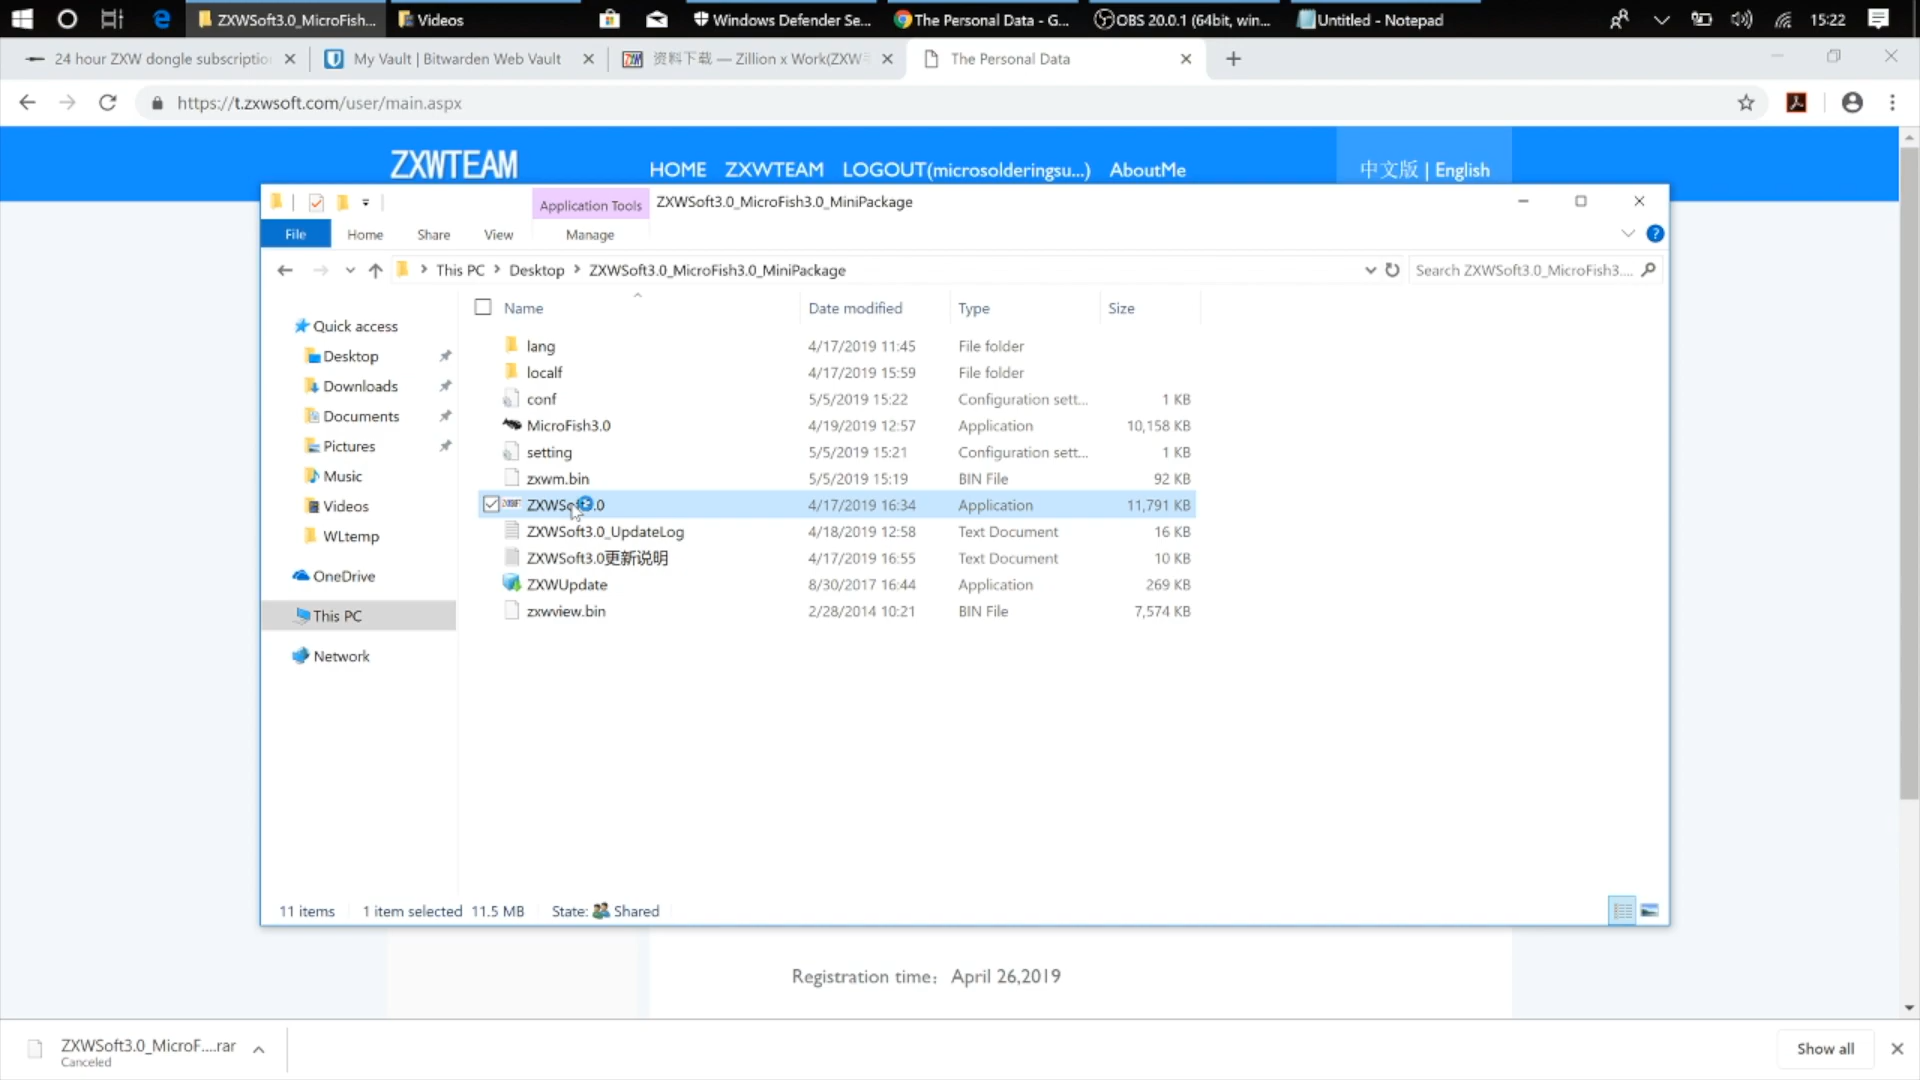 ZXWSoft3.0_MicroFish...
Videos
Windows Defender Se...
The Personal Data - G...
OBS 20.0.1 (64bit, win...
Untitled - Notepad
15:22
24 hour ZXW dongle subscriptio
My Vault | Bitwarden Web Vault
资料下载 — Zillion x Work(ZXW
The Personal Data
https://t.zxwsoft.com/user/main.aspx
ZXWTEAM
HOME
ZXWTEAM
LOGOUT(microsolderingsu...)
AboutMe
中文版 | English
Application Tools
ZXWSoft3.0_MicroFish3.0_MiniPackage
File
Home
Share
View
Manage
This PC
Desktop
ZXWSoft3.0_MicroFish3.0_MiniPackage
Search ZXWSoft3.0_MicroFish3....
Name
Date modified
Type
Size
Quick access
Desktop
Downloads
Documents
Pictures
Music
Videos
WLtemp
OneDrive
This PC
Network
lang 4/17/2019 11:45 File folder
localf 4/17/2019 15:59 File folder
conf 5/5/2019 15:22 Configuration sett... 1 KB
MicroFish3.0 4/19/2019 12:57 Application 10,158 KB
setting 5/5/2019 15:21 Configuration sett... 1 KB
zxwm.bin 5/5/2019 15:19 BIN File 92 KB
ZXWSoft3.0 4/17/2019 16:34 Application 11,791 KB
ZXWSoft3.0_UpdateLog 4/18/2019 12:58 Text Document 16 KB
ZXWSoft3.0更新说明 4/17/2019 16:55 Text Document 10 KB
ZXWUpdate 8/30/2017 16:44 Application 269 KB
zxwview.bin 2/28/2014 10:21 BIN File 7,574 KB
11 items
1 item selected 11.5 MB
State: Shared
Registration time：April 26,2019
ZXWSoft3.0_MicroF....rar
Canceled
Show all